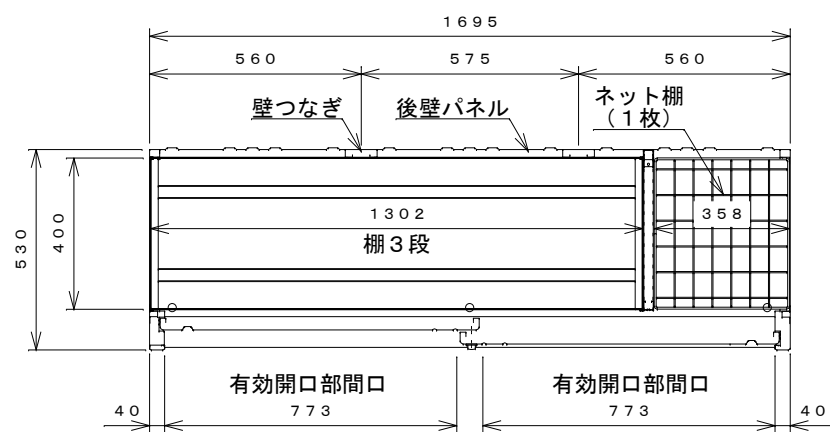 1695
560 575 560
壁つなぎ 後壁パネル ネット棚
（1枚）
530 400 1302 358
棚3段
有効開口部間口 有効開口部間口
40 773 773 40